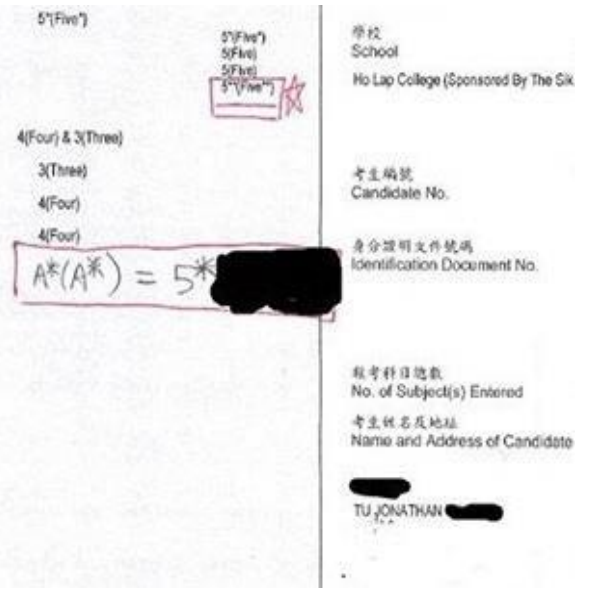 5*(Five*)
5*(Five*)
5(Five)
5(Five)
5**(Five**)
4(Four) & 3(Three)
3(Three)
4(Four)
4(Four)
A*(A*) = 5*
學校
School
Ho Lap College (Sponsored By The Sik
考生編號
Candidate No.
身分證明文件號碼
Identification Document No.
報考科目總數
No. of Subject(s) Entered
考生姓名及地址
Name and Address of Candidate
TU JONATHAN